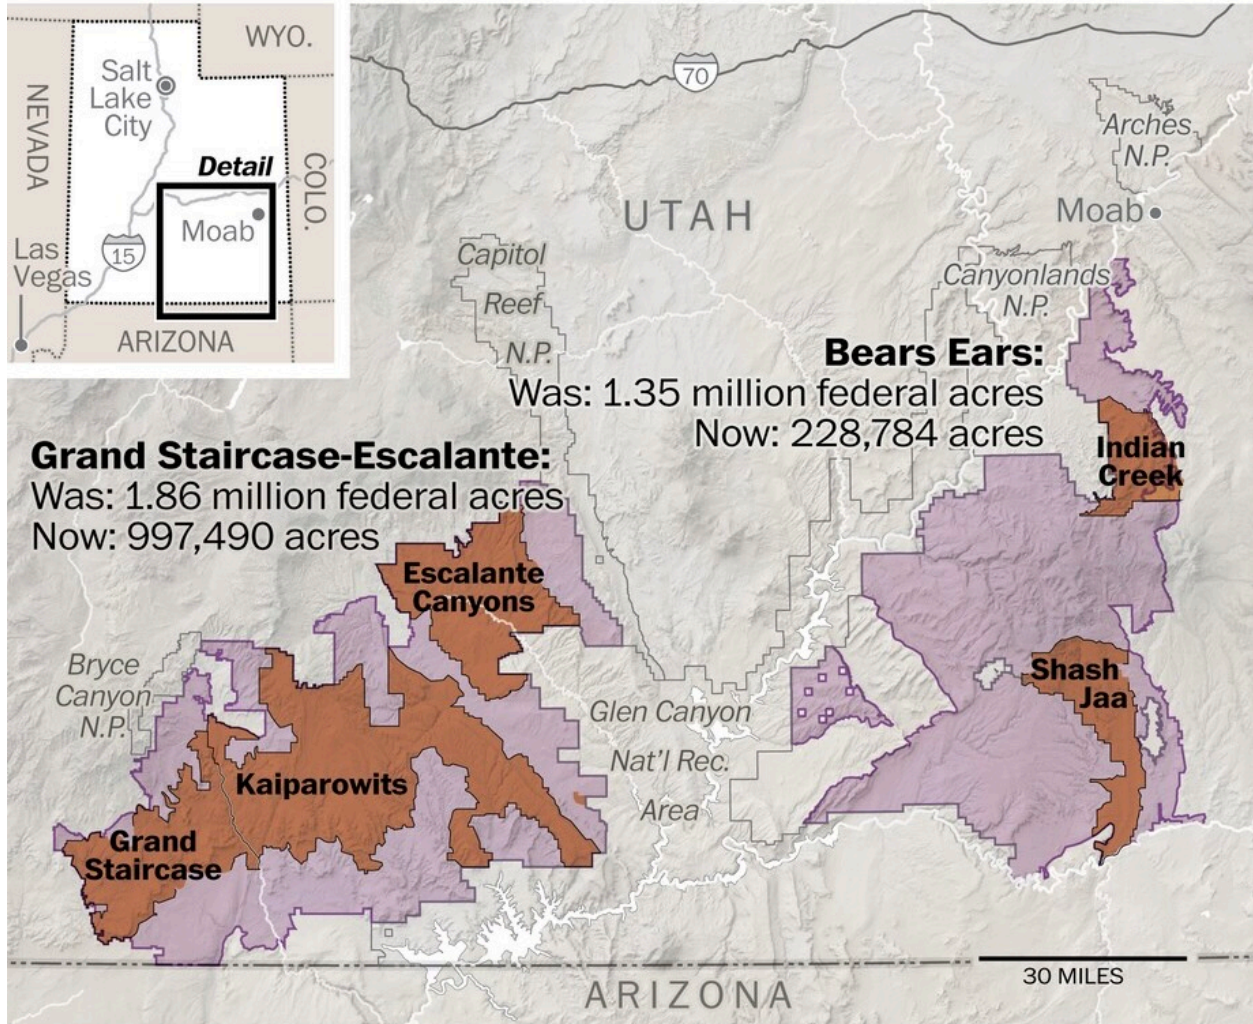 WYO.
Salt
Lake
City
NEVADA
Detail
COLO.
Moab
15
Las
Vegas
ARIZONA
70
Arches
N.P.
UTAH
Moab
Capitol
Reef
N.P.
Canyonlands
N.P.
Bears Ears:
Was: 1.35 million federal acres
Now: 228,784 acres
Grand Staircase-Escalante:
Was: 1.86 million federal acres
Now: 997,490 acres
Indian
Creek
Escalante
Canyons
Bryce
Canyon
N.P.
Shash
Jaa
Glen Canyon
Nat’l Rec.
Area
Kaiparowits
Grand
Staircase
30 MILES
ARIZONA